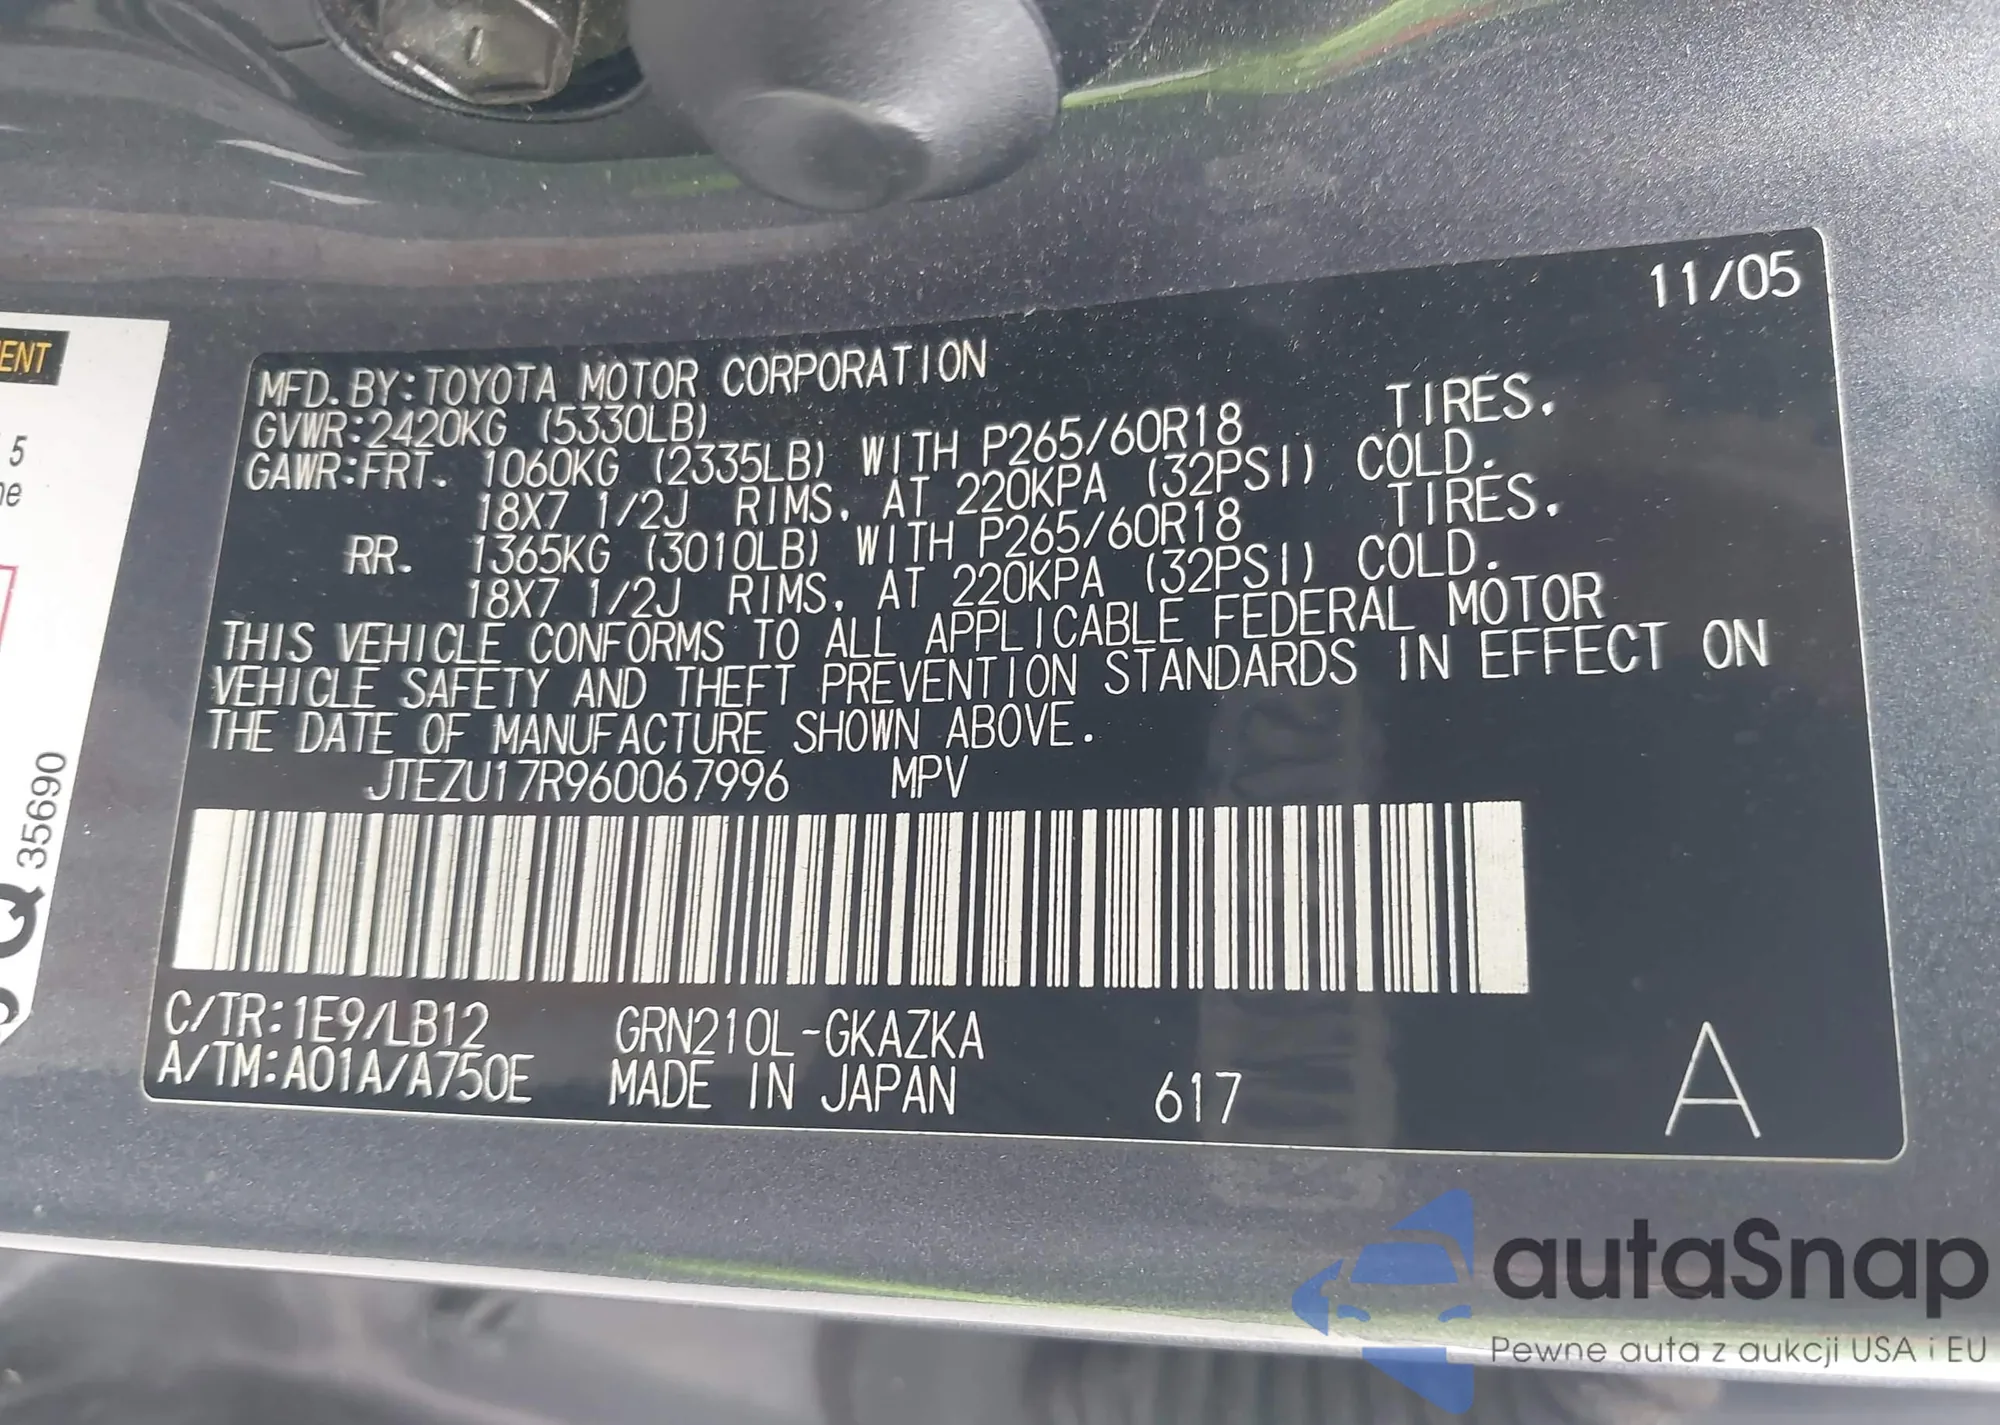 11/05
MFD.BY:TOYOTA MOTOR CORPORATION
GVWR:2420KG (5330LB)
GAWR:FRT. 1060KG (2335LB) WITH P265/60R18 TIRES.
18X7 1/2J RIMS. AT 220KPA (32PSI) COLD.
RR. 1365KG (3010LB) WITH P265/60R18 TIRES.
18X7 1/2J RIMS. AT 220KPA (32PSI) COLD.
THIS VEHICLE CONFORMS TO ALL APPLICABLE FEDERAL MOTOR
VEHICLE SAFETY AND THEFT PREVENTION STANDARDS IN EFFECT ON
THE DATE OF MANUFACTURE SHOWN ABOVE.
JTEZU17R960067996 MPV
C/TR:1E9/LB12 GRN210L-GKAZKA
A/TM:A01A/A750E MADE IN JAPAN 617 A
ENT
5
35690
autaSnap
Pewne auta z aukcji USA i EU